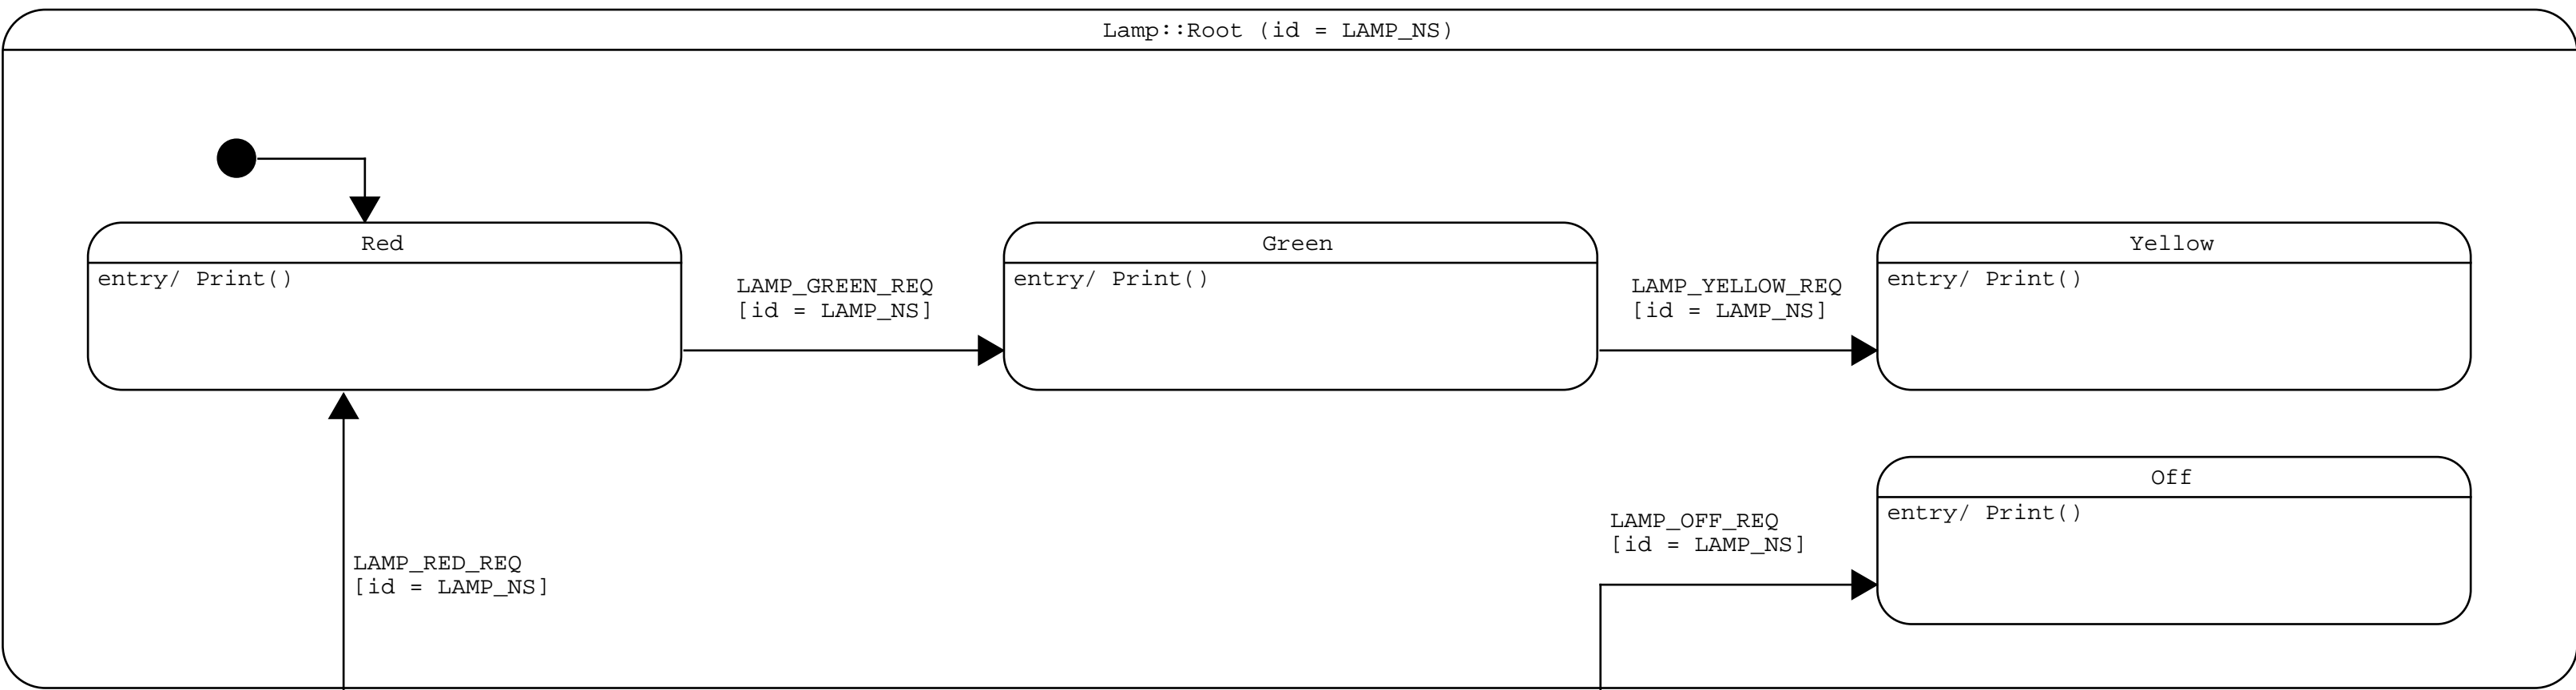 Lamp::Root (id = LAMP_NS)
Red
entry/ Print()
LAMP_GREEN_REQ
[id = LAMP_NS]
Green
entry/ Print()
LAMP_YELLOW_REQ
[id = LAMP_NS]
Yellow
entry/ Print()
Off
entry/ Print()
LAMP_OFF_REQ
[id = LAMP_NS]
LAMP_RED_REQ
[id = LAMP_NS]